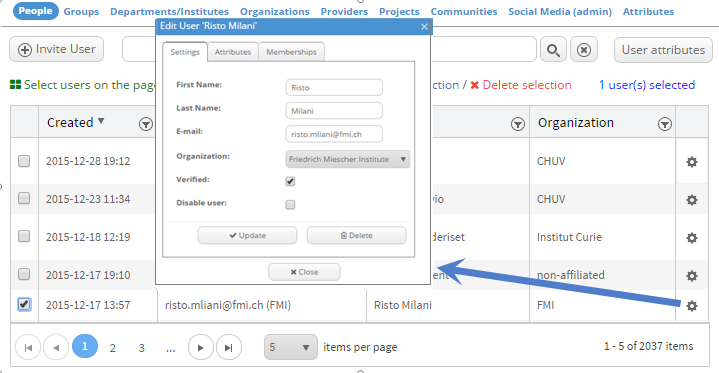 People Groups Departments/Institutes Organizations Providers Projects Communities Social Media (admin) Attributes
Invite User
User attributes
Edit User 'Risto Milani'
Settings Attributes Memberships
First Name: Risto
Last Name: Milani
E-mail: risto.mliani@fmi.ch
Organization: Friedrich Miescher Institute
Verified:
Disable user:
Update Delete
Close
Select users on the page
/ Delete selection 1 user(s) selected
Created Organization
2015-12-28 19:12 CHUV
2015-12-23 11:34 CHUV
2015-12-18 12:19 Institut Curie
2015-12-17 19:10 non-affiliated
2015-12-17 13:57 risto.mliani@fmi.ch (FMI) Risto Milani FMI
1 2 3 ... 5 items per page 1 - 5 of 2037 items